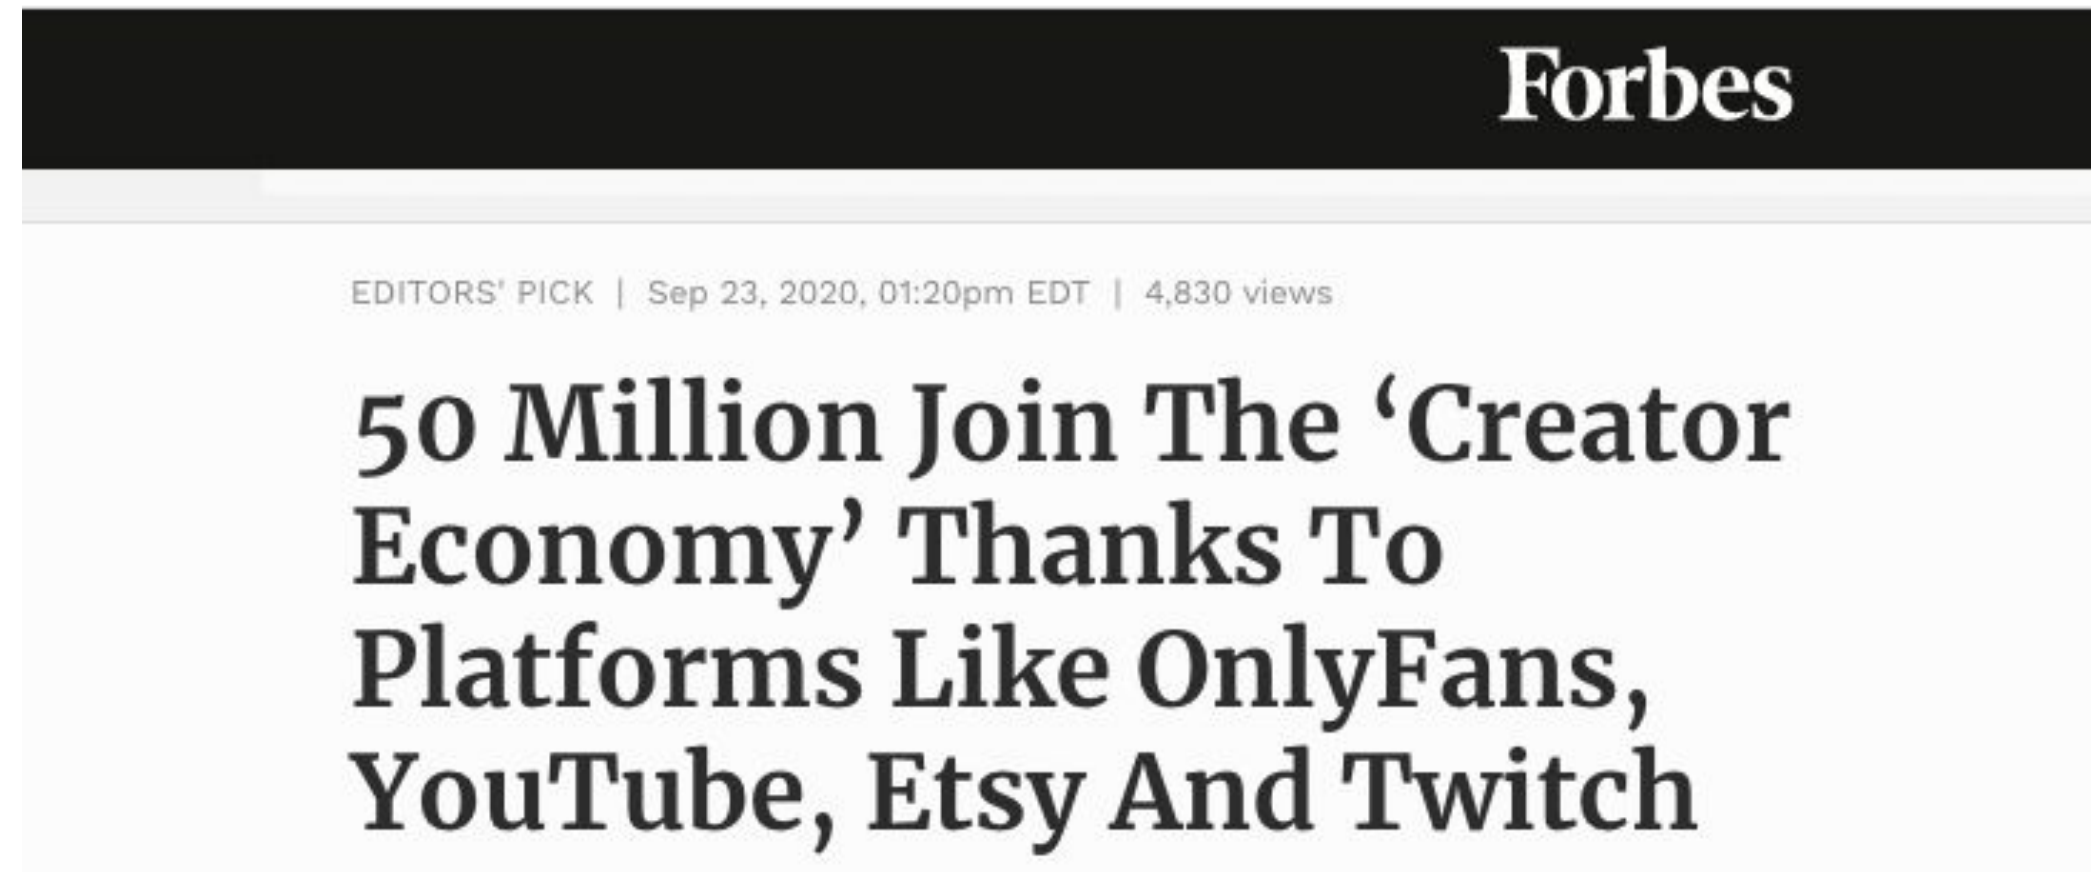 Forbes
EDITORS' PICK | Sep 23, 2020, 01:20pm EDT | 4,830 views
50 Million Join The ‘Creator
Economy’ Thanks To
Platforms Like OnlyFans,
YouTube, Etsy And Twitch